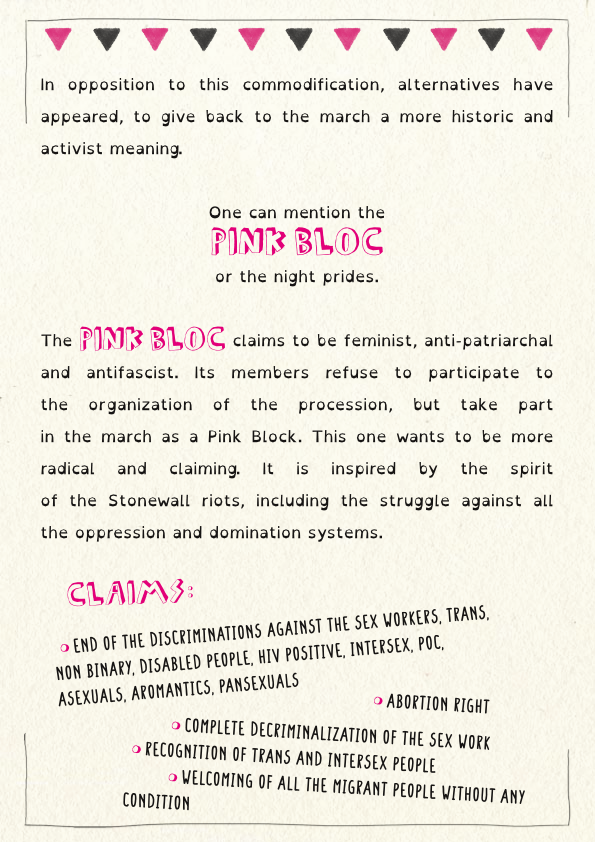 In opposition to this commodification, alternatives have
appeared, to give back to the march a more historic and
activist meaning.
One can mention the
PINK BLOC
or the night prides.
The PINK BLOC claims to be feminist, anti-patriarchal
and antifascist. Its members refuse to participate to
the organization of the procession, but take part
in the march as a Pink Block. This one wants to be more
radical and claiming. It is inspired by the spirit
of the Stonewall riots, including the struggle against all
the oppression and domination systems.
CLAIMS:
END OF THE DISCRIMINATIONS AGAINST THE SEX WORKERS, TRANS,
NON BINARY, DISABLED PEOPLE, HIV POSITIVE, INTERSEX, POC,
ASEXUALS, AROMANTICS, PANSEXUALS
ABORTION RIGHT
COMPLETE DECRIMINALIZATION OF THE SEX WORK
RECOGNITION OF TRANS AND INTERSEX PEOPLE
WELCOMING OF ALL THE MIGRANT PEOPLE WITHOUT ANY
CONDITION